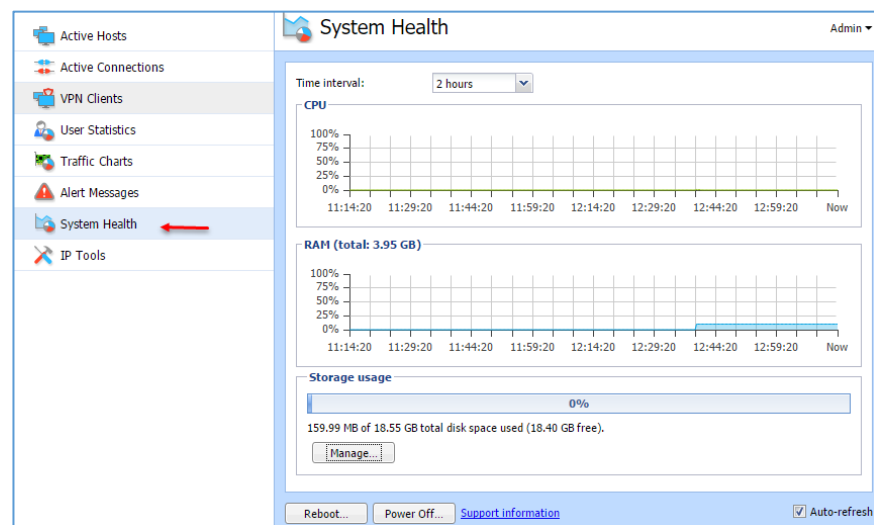 Active Hosts
Active Connections
VPN Clients
User Statistics
Traffic Charts
Alert Messages
System Health
IP Tools
System Health
Admin
Time interval:
2 hours
CPU
100%
75%
50%
25%
0%
11:14:20 11:29:20 11:44:20 11:59:20 12:14:20 12:29:20 12:44:20 12:59:20 Now
RAM (total: 3.95 GB)
100%
75%
50%
25%
0%
11:14:20 11:29:20 11:44:20 11:59:20 12:14:20 12:29:20 12:44:20 12:59:20 Now
Storage usage
0%
159.99 MB of 18.55 GB total disk space used (18.40 GB free).
Manage...
Reboot... Power Off... Support information Auto-refresh